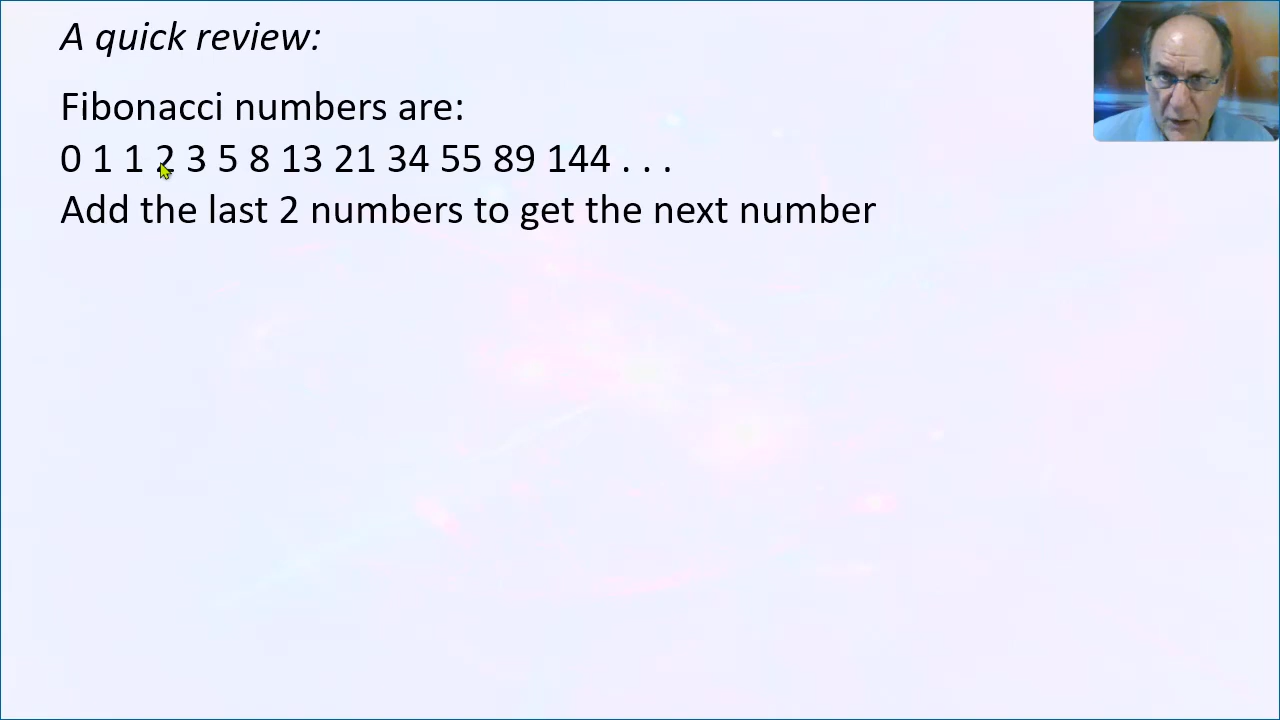 A quick review:
Fibonacci numbers are:
0 1 1 2 3 5 8 13 21 34 55 89 144 . . .
Add the last 2 numbers to get the next number